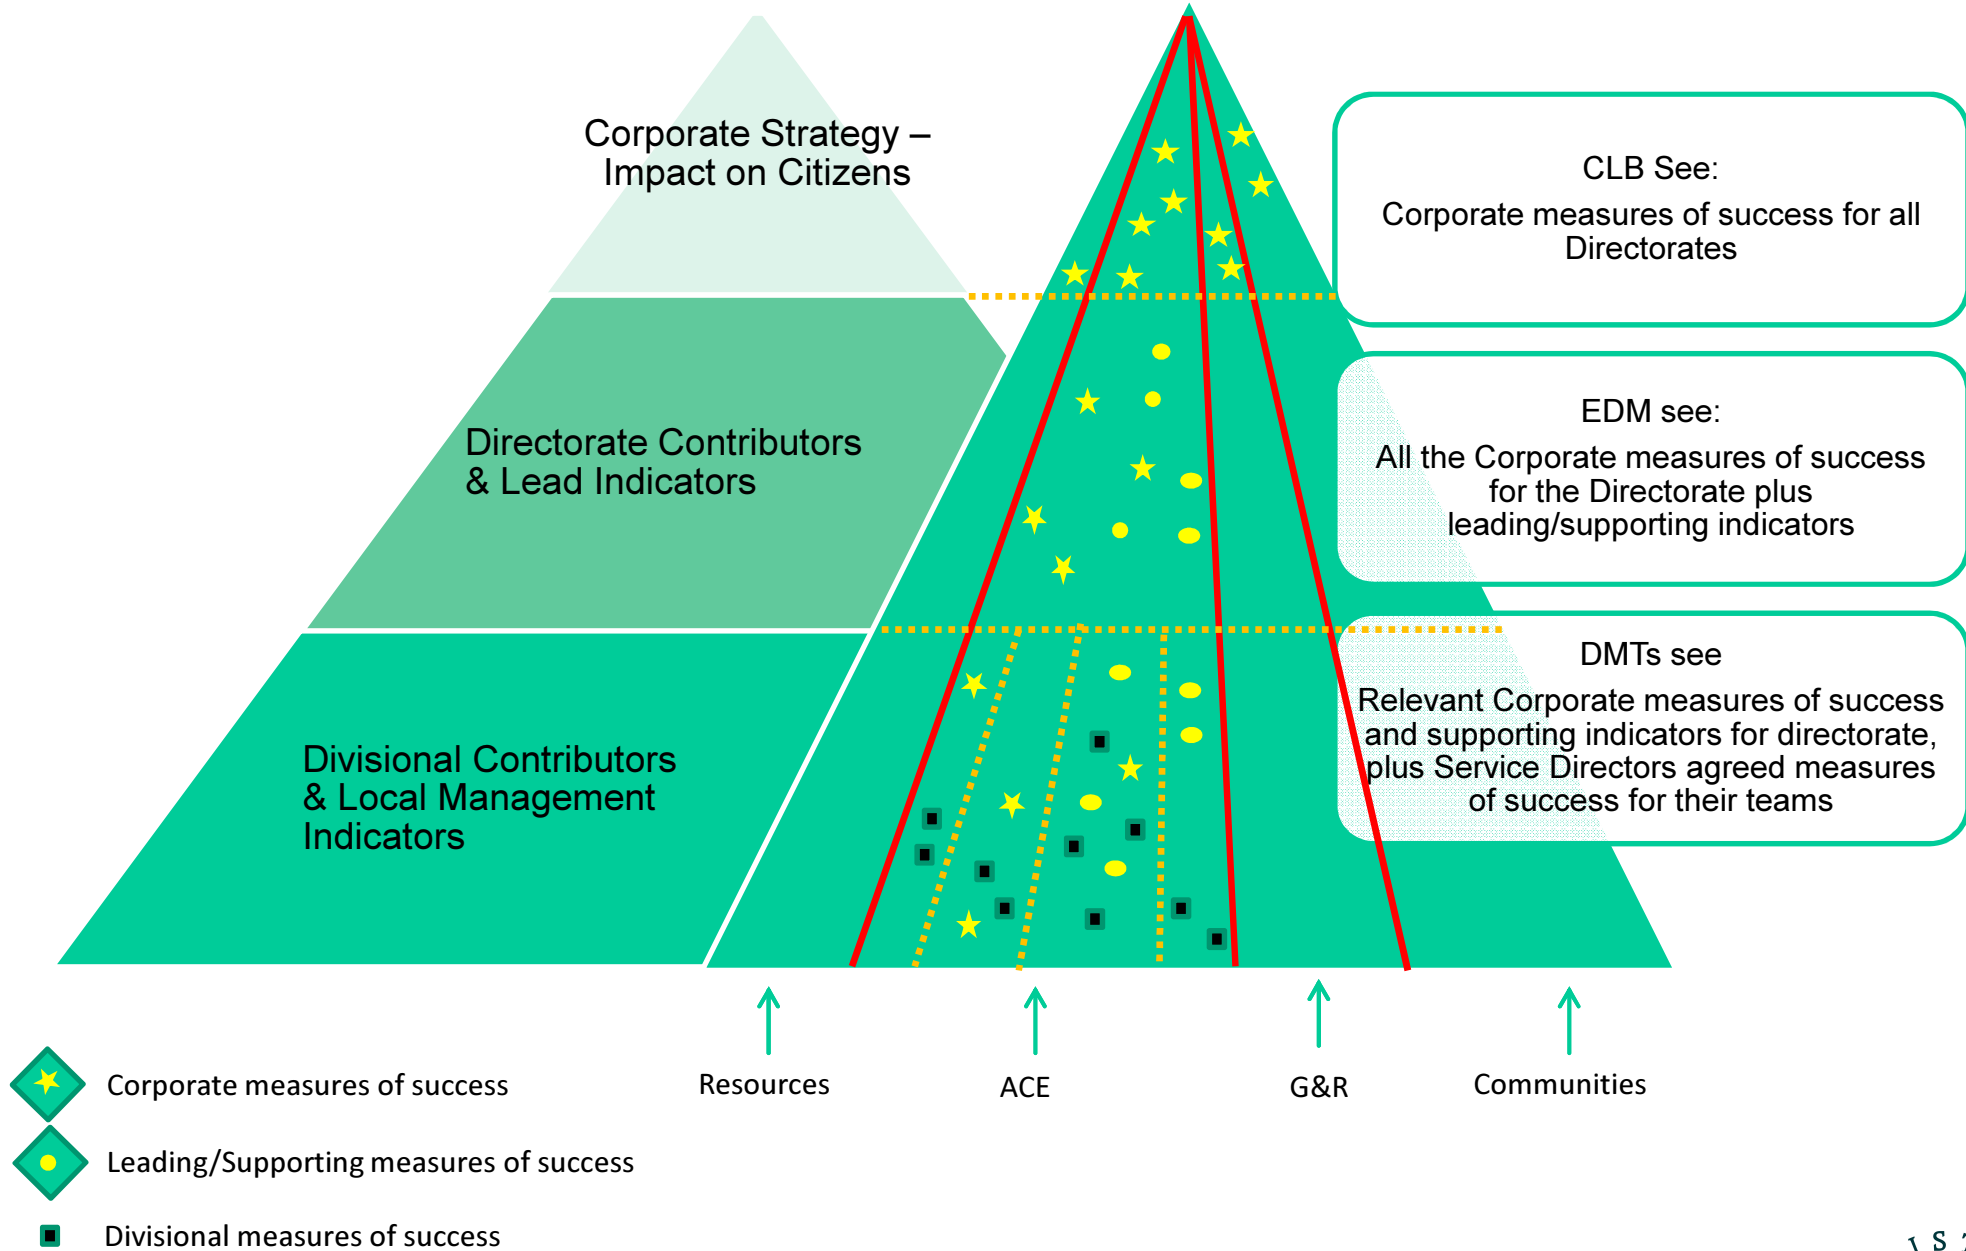 Corporate Strategy –
Impact on Citizens
Directorate Contributors
& Lead Indicators
Divisional Contributors
& Local Management
Indicators
CLB See:
Corporate measures of success for all
Directorates
EDM see:
All the Corporate measures of success
for the Directorate plus
leading/supporting indicators
DMTs see
Relevant Corporate measures of success
and supporting indicators for directorate,
plus Service Directors agreed measures
of success for their teams
Resources
ACE
G&R
Communities
Corporate measures of success
Leading/Supporting measures of success
Divisional measures of success